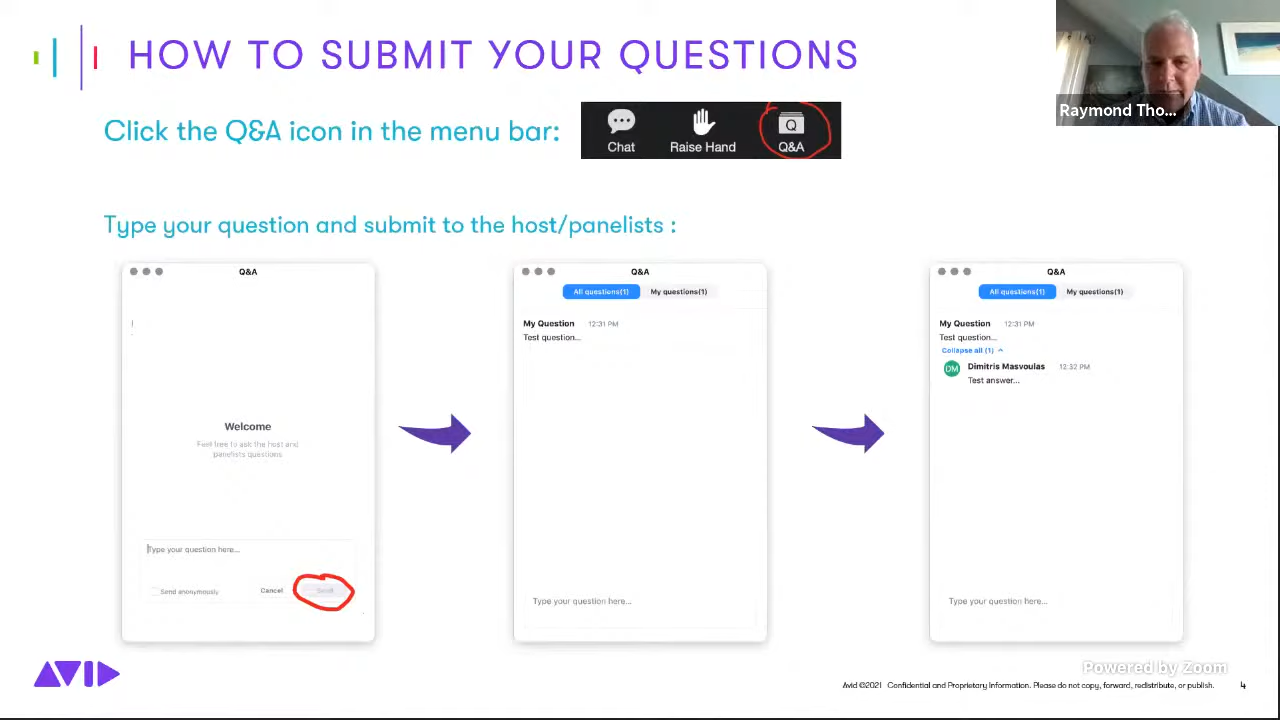 HOW TO SUBMIT YOUR QUESTIONS
Raymond Tho...
Click the Q&A icon in the menu bar:
Chat
Raise Hand
Q
Q&A
Type your question and submit to the host/panelists :
Q&A
Welcome
Feel free to ask the host and
panelists questions
Type your question here...
Send anonymously
Cancel
Send
Q&A
All questions(1)
My questions(1)
My Question 12:31 PM
Test question...
Type your question here...
Q&A
All questions(1)
My questions(1)
My Question 12:31 PM
Test question...
Collapse all (1)
DM
Dimitris Masvoulas 12:32 PM
Test answer...
Type your question here...
AVID
Powered by Zoom
Avid ©2021 Confidential and Proprietary Information. Please do not copy, forward, redistribute, or publish.
4